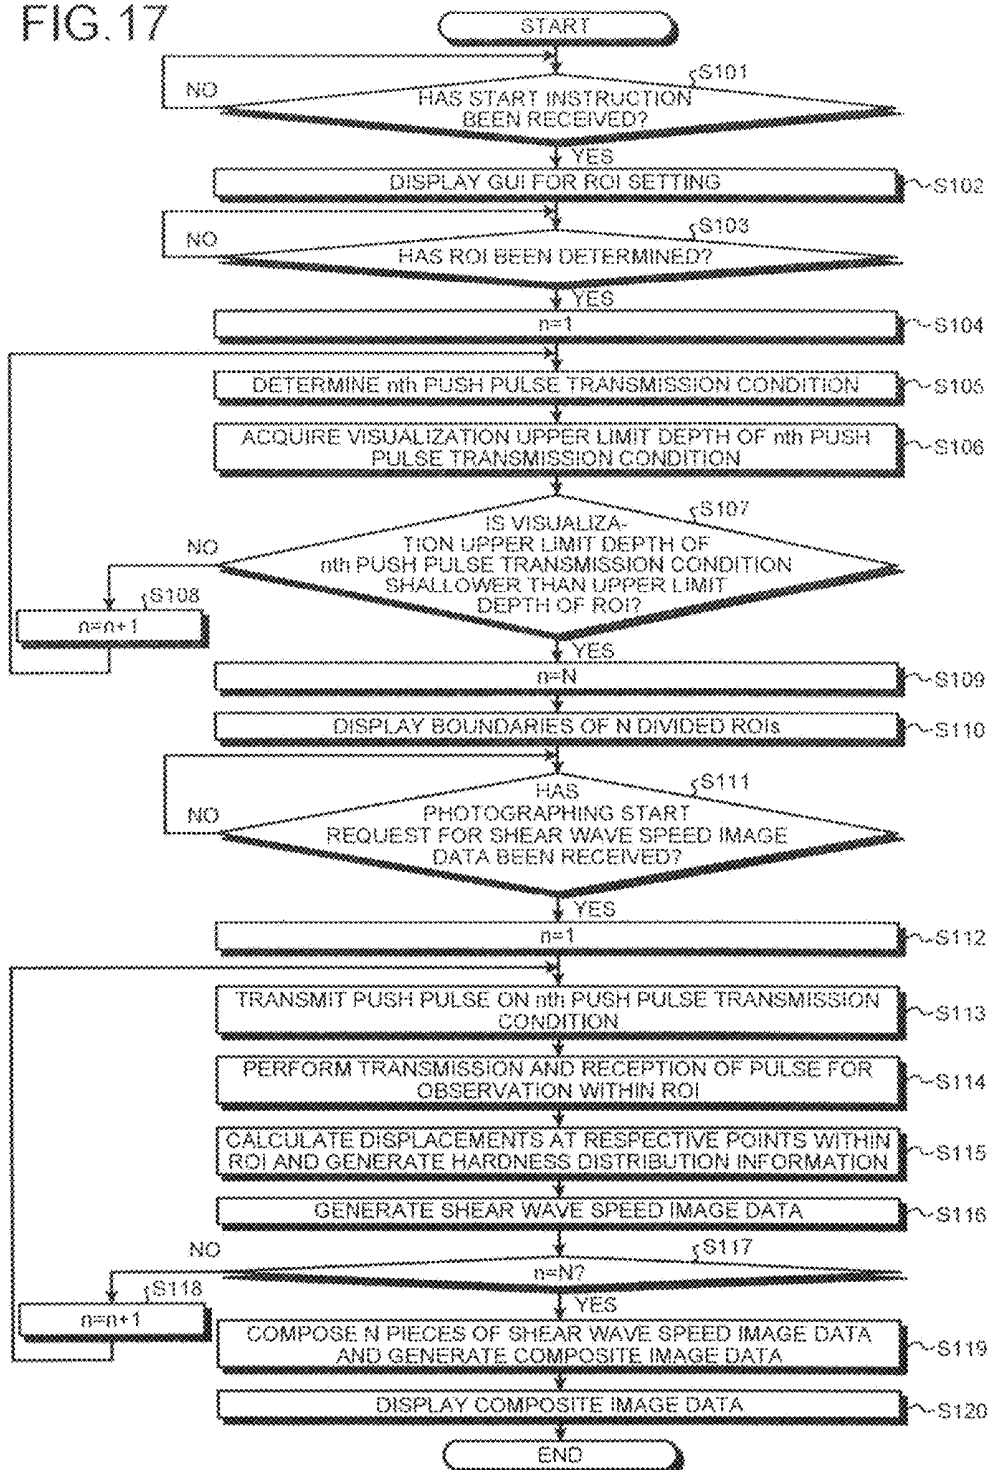 FIG.17
START
S101
NO
HAS START INSTRUCTION
BEEN RECEIVED?
YES
DISPLAY GUI FOR ROI SETTING
S102
S103
NO
HAS ROI BEEN DETERMINED?
YES
n=1
S104
DETERMINE nth PUSH PULSE TRANSMISSION CONDITION
S105
ACQUIRE VISUALIZATION UPPER LIMIT DEPTH OF nth PUSH
PULSE TRANSMISSION CONDITION
S106
S107
IS VISUALIZA-
TION UPPER LIMIT DEPTH OF
nth PUSH PULSE TRANSMISSION CONDITION
SHALLOWER THAN UPPER LIMIT
DEPTH OF ROI?
NO
S108
n=n+1
YES
n=N
S109
DISPLAY BOUNDARIES OF N DIVIDED ROIs
S110
S111
HAS
PHOTOGRAPHING START
REQUEST FOR SHEAR WAVE SPEED IMAGE
DATA BEEN RECEIVED?
NO
YES
n=1
S112
TRANSMIT PUSH PULSE ON nth PUSH PULSE TRANSMISSION
CONDITION
S113
PERFORM TRANSMISSION AND RECEPTION OF PULSE FOR
OBSERVATION WITHIN ROI
S114
CALCULATE DISPLACEMENTS AT RESPECTIVE POINTS WITHIN
ROI AND GENERATE HARDNESS DISTRIBUTION INFORMATION
S115
GENERATE SHEAR WAVE SPEED IMAGE DATA
S116
S117
NO
n=N?
S118
n=n+1
YES
COMPOSE N PIECES OF SHEAR WAVE SPEED IMAGE DATA
AND GENERATE COMPOSITE IMAGE DATA
S119
DISPLAY COMPOSITE IMAGE DATA
S120
END